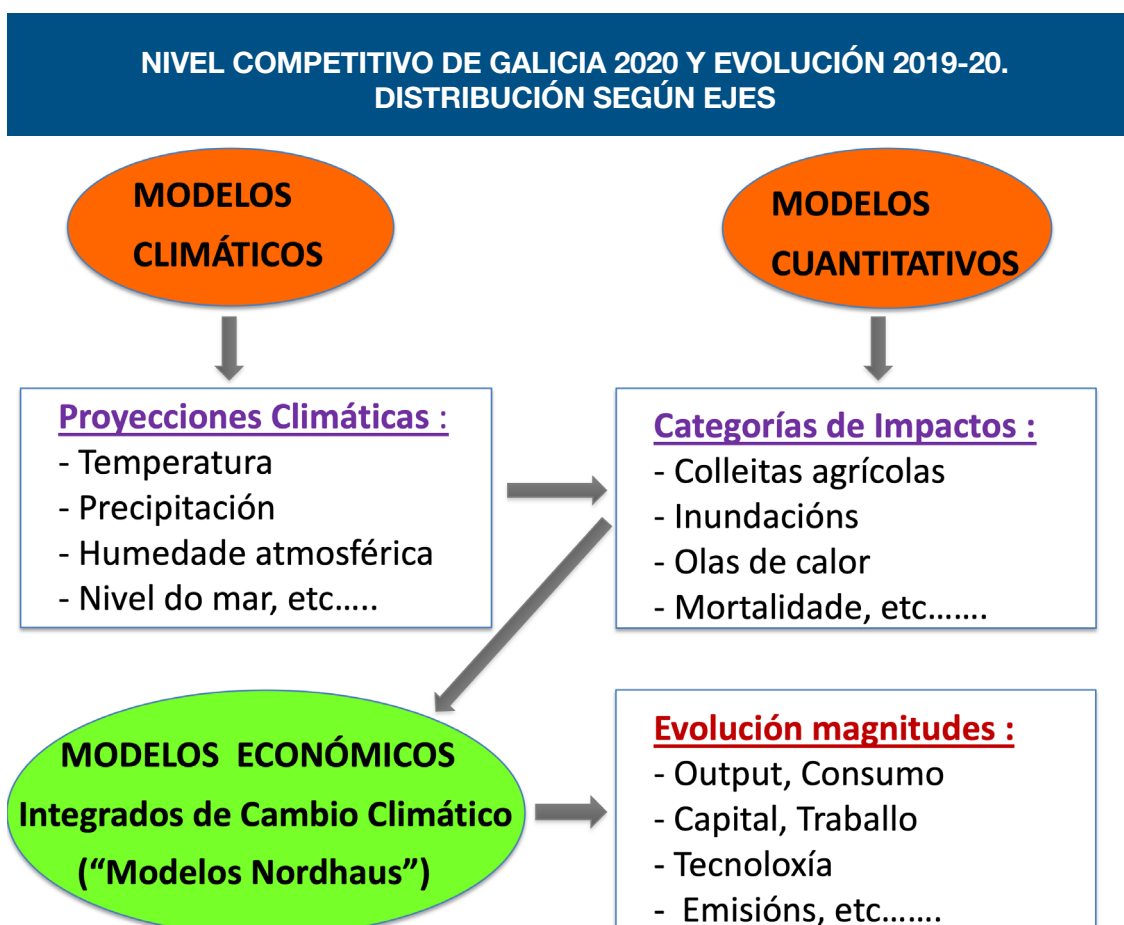 NIVEL COMPETITIVO DE GALICIA 2020 Y EVOLUCIÓN 2019-20.
DISTRIBUCIÓN SEGÚN EJES
MODELOS
CLIMÁTICOS
MODELOS
CUANTITATIVOS
Proyecciones Climáticas :
- Temperatura
- Precipitación
- Humedade atmosférica
- Nivel do mar, etc.....
Categorías de Impactos :
- Colleitas agrícolas
- Inundacións
- Olas de calor
- Mortalidade, etc.......
MODELOS ECONÓMICOS
Integrados de Cambio Climático
(“Modelos Nordhaus”)
Evolución magnitudes :
- Output, Consumo
- Capital, Traballo
- Tecnoloxía
- Emisións, etc.......